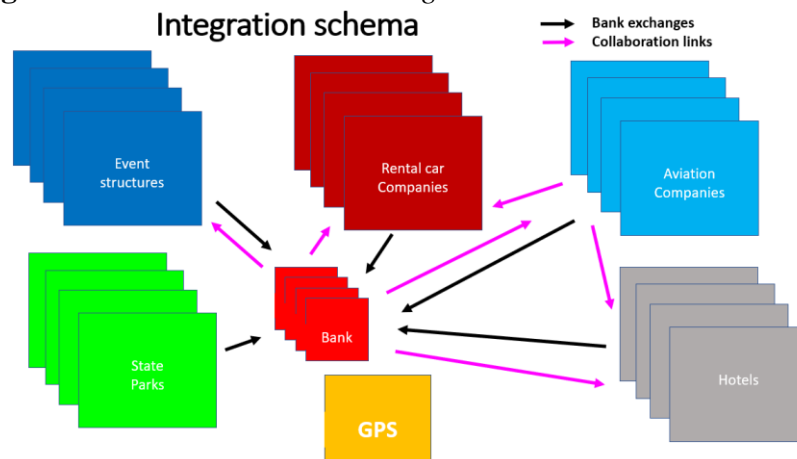 Integration schema
Bank exchanges
Collaboration links
Event
structures
Rental car
Companies
Aviation
Companies
State
Parks
Bank
Hotels
GPS